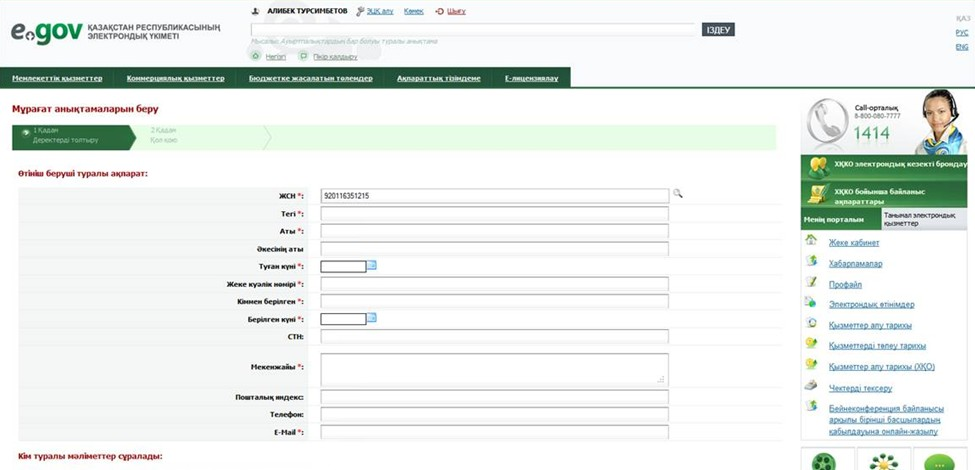 АЛИБЕК ТУРСИМБЕТОВ ЭЦҚ алу Көмек Шығу
e.gov ҚАЗАҚСТАН РЕСПУБЛИКАСЫНЫҢ
ЭЛЕКТРОНДЫҚ ҮКІМЕТІ
ІЗДЕУ
ҚАЗ
РУС
ENG
Мысалы: Азырталыстардың бар болуы туралы анықтама
Негізгі Пікір қалдыру
Мемлекеттік қызметтер Коммерциялық қызметтер Бюджетке жасалатын төлемдер Ақпараттық тізімдеме Е-лицензиялау
Мұрағат анықтамаларын беру
1 Қадам
Деректерді толтыру
2 Қадам
Қол қою
Өтініш беруші туралы ақпарат:
ЖСН *: 920116351215
Тегі *:
Аты *:
Әкесінің аты
Туған күні *:
Жеке куәлік нөмірі *:
Кіммен берілген *:
Берілген күні *:
СТН:
Мекенжайы *:
Пошталық индекс:
Телефон:
E-Mail *:
Кім туралы мәліметтер сұралады:
Call-орталық
8-800-080-7777
1414
ХҚКО электрондық кезекті брондау
ХҚКО бойынша байланыс
ақпараттары
Менің порталым
Танымал электрондық
қызметтер
Жеке кабинет
Хабарламалар
Профайл
Электрондық өтінімдер
Қызметтер алу тарихы
Қызметтерді төлеу тарихы
Қызметтер алу тарихы (ХҚО)
Чектерді тексеру
Бейнеконференция байланысы
арқылы бірінші басшылардың
қабылдауына онлайн-жазылу